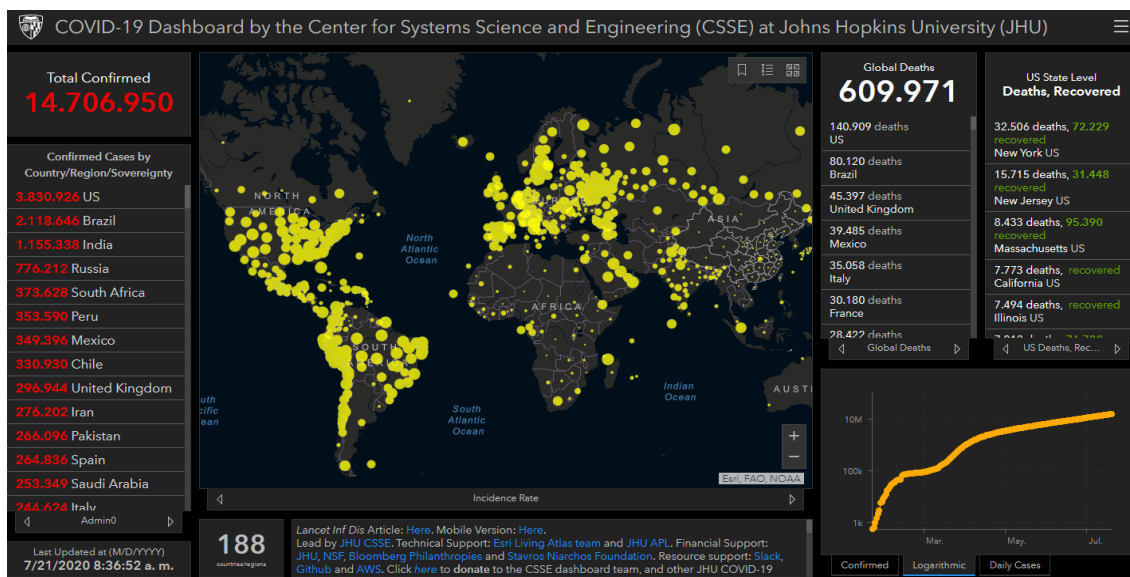 COVID-19 Dashboard by the Center for Systems Science and Engineering (CSSE) at Johns Hopkins University (JHU)
Total Confirmed
14.706.950
Confirmed Cases by
Country/Region/Sovereignty
3.830.926 US
2.118.646 Brazil
1.155.338 India
776.212 Russia
373.628 South Africa
353.590 Peru
349.396 Mexico
330.930 Chile
296.944 United Kingdom
276.202 Iran
266.096 Pakistan
264.836 Spain
253.349 Saudi Arabia
244.624 Italy
Admin0
Last Updated at (M/D/YYYY)
7/21/2020 8:36:52 a. m.
NORTH
AMERICA
North
Atlantic
Ocean
EUROPE
ASIA
AFRICA
SOUTH
AMERICA
South
Atlantic
Ocean
Indian
Ocean
AUSTR
uth
cific
ean
+
−
Esri, FAO, NOAA
Incidence Rate
188
countries/regions
Lancet Inf Dis Article: Here. Mobile Version: Here.
Lead by JHU CSSE. Technical Support: Esri Living Atlas team and JHU APL. Financial Support:
JHU, NSF, Bloomberg Philanthropies and Stavros Niarchos Foundation. Resource support: Slack,
Github and AWS. Click here to donate to the CSSE dashboard team, and other JHU COVID-19
Global Deaths
609.971
140.909 deaths
US
80.120 deaths
Brazil
45.397 deaths
United Kingdom
39.485 deaths
Mexico
35.058 deaths
Italy
30.180 deaths
France
28.422 deaths
Global Deaths
US State Level
Deaths, Recovered
32.506 deaths, 72.229
recovered
New York US
15.715 deaths, 31.448
recovered
New Jersey US
8.433 deaths, 95.390
recovered
Massachusetts US
7.773 deaths, recovered
California US
7.494 deaths, recovered
Illinois US
US Deaths, Rec...
10M
100k
1k
Mar.
May.
Jul.
Confirmed
Logarithmic
Daily Cases